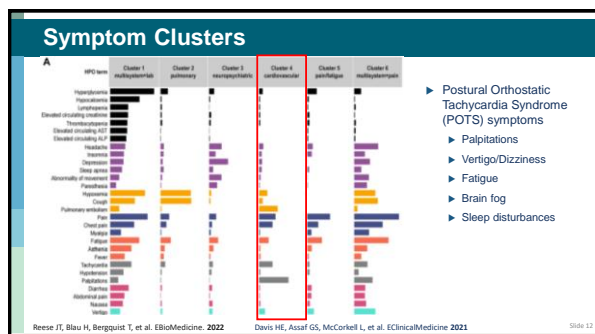 Symptom Clusters
A
HPO term
Cluster 1
multisystem+lab
Cluster 2
pulmonary
Cluster 3
neuropsychiatric
Cluster 4
cardiovascular
Cluster 5
pain/fatigue
Cluster 6
multisystem+pain
Hyperglycemia
Hypocalcemia
Lymphopenia
Elevated circulating creatinine
Thrombocytopenia
Elevated circulating AST
Elevated circulating ALP
Headache
Insomnia
Depression
Sleep apnea
Abnormality of movement
Paresthesia
Hypoxemia
Cough
Pulmonary embolism
Pain
Chest pain
Myalgia
Fatigue
Asthenia
Fever
Tachycardia
Hypotension
Palpitations
Diarrhea
Abdominal pain
Nausea
Vertigo
Postural Orthostatic
Tachycardia Syndrome
(POTS) symptoms
Palpitations
Vertigo/Dizziness
Fatigue
Brain fog
Sleep disturbances
Reese JT, Blau H, Bergquist T, et al. EBioMedicine. 2022
Davis HE, Assaf GS, McCorkell L, et al. EClinicalMedicine 2021
Slide 12